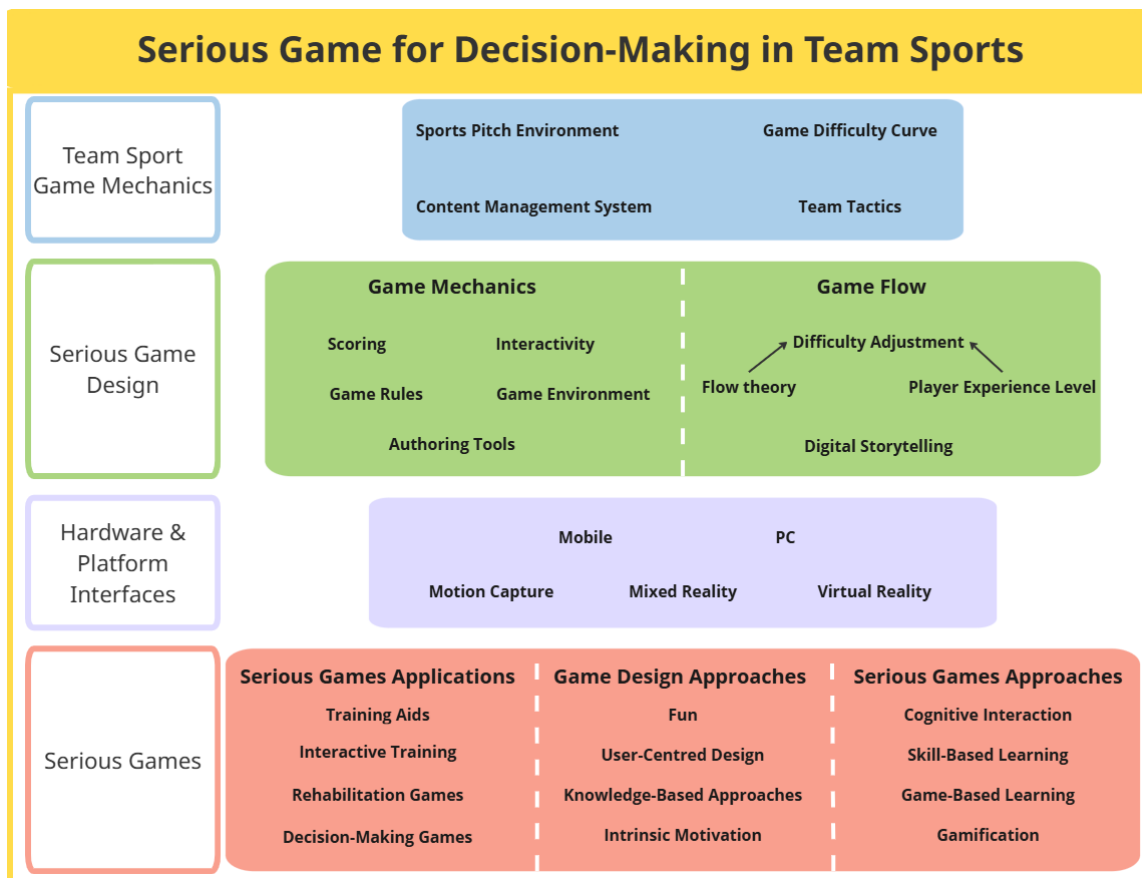 Serious Game for Decision-Making in Team Sports
Team Sport
Game Mechanics
Sports Pitch Environment
Game Difficulty Curve
Content Management System
Team Tactics
Serious Game
Design
Game Mechanics
Scoring
Interactivity
Game Rules
Game Environment
Authoring Tools
Game Flow
Difficulty Adjustment
Flow theory
Player Experience Level
Digital Storytelling
Hardware &
Platform
Interfaces
Mobile
PC
Motion Capture
Mixed Reality
Virtual Reality
Serious Games
Serious Games Applications
Training Aids
Interactive Training
Rehabilitation Games
Decision-Making Games
Game Design Approaches
Fun
User-Centred Design
Knowledge-Based Approaches
Intrinsic Motivation
Serious Games Approaches
Cognitive Interaction
Skill-Based Learning
Game-Based Learning
Gamification